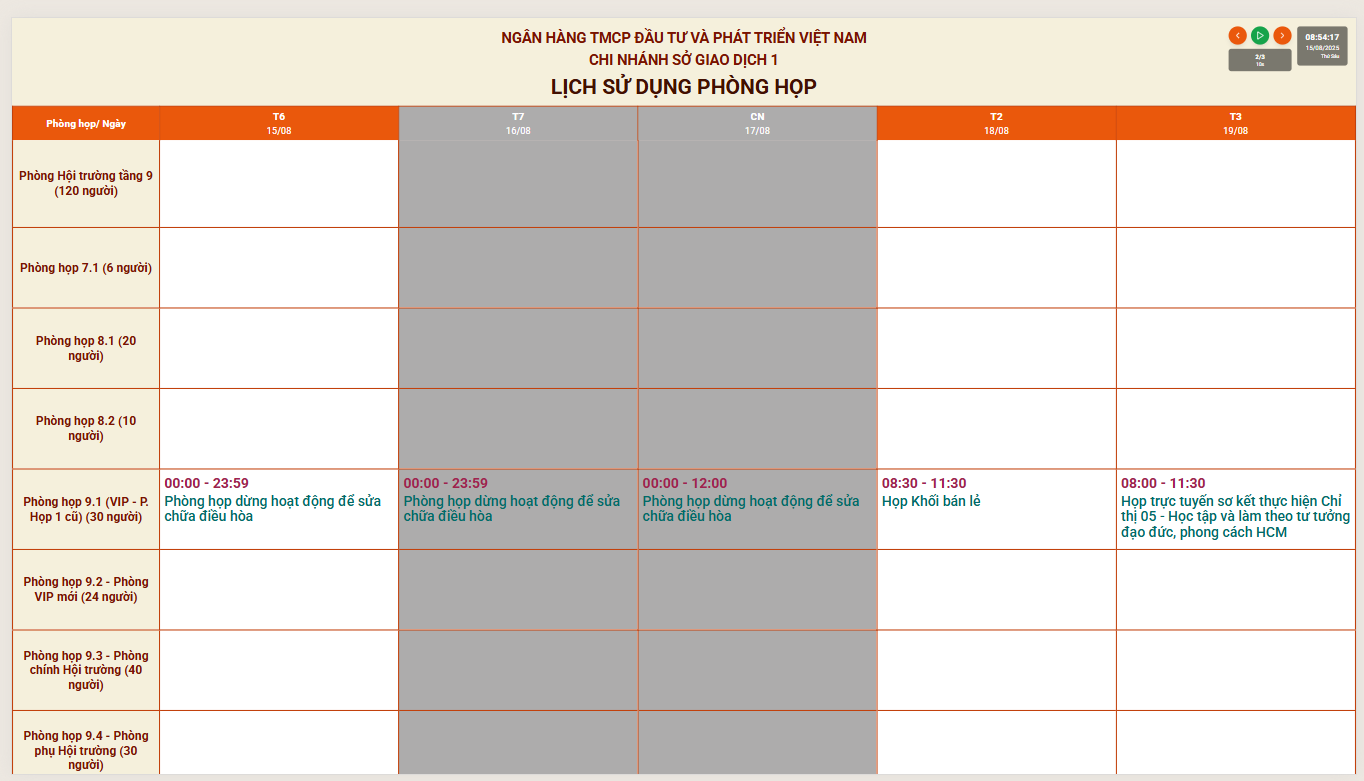 NGÂN HÀNG TMCP ĐẦU TƯ VÀ PHÁT TRIỂN VIỆT NAM
CHI NHÁNH SỞ GIAO DỊCH 1
LỊCH SỬ DỤNG PHÒNG HỌP
2/3
10s
08:54:17
15/08/2025
Thứ Sáu
Phòng họp/ Ngày
T6
15/08
T7
16/08
CN
17/08
T2
18/08
T3
19/08
Phòng Hội trường tầng 9
(120 người)
Phòng họp 7.1 (6 người)
Phòng họp 8.1 (20
người)
Phòng họp 8.2 (10
người)
Phòng họp 9.1 (VIP - P.
Họp 1 cũ) (30 người)
00:00 - 23:59
Phòng họp dừng hoạt động để sửa
chữa điều hòa
00:00 - 23:59
Phòng họp dừng hoạt động để sửa
chữa điều hòa
00:00 - 12:00
Phòng họp dừng hoạt động để sửa
chữa điều hòa
08:30 - 11:30
Họp Khối bán lẻ
08:00 - 11:30
Họp trực tuyến sơ kết thực hiện Chỉ
thị 05 - Học tập và làm theo tư tưởng
đạo đức, phong cách HCM
Phòng họp 9.2 - Phòng
VIP mới (24 người)
Phòng họp 9.3 - Phòng
chính Hội trường (40
người)
Phòng họp 9.4 - Phòng
phụ Hội trường (30
người)